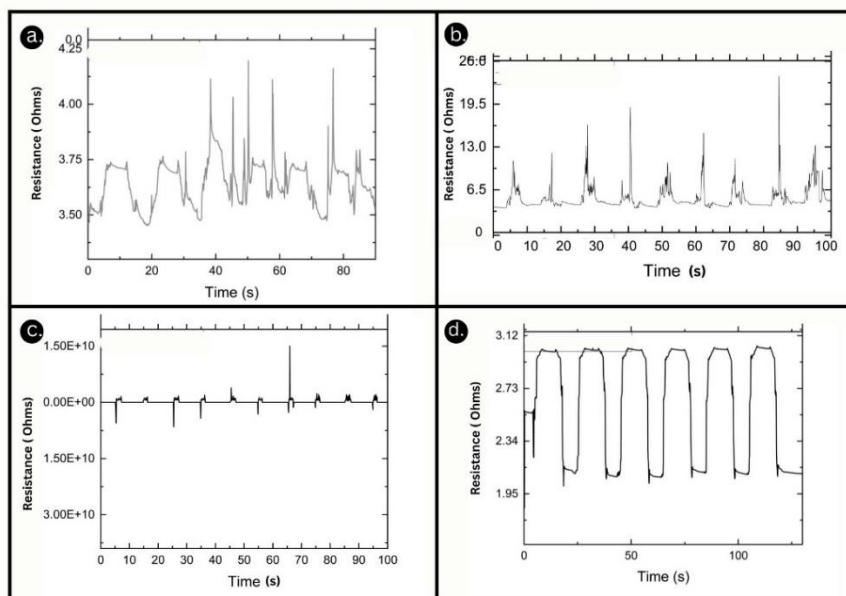 a.
0.0
4.25
4.00
3.75
3.50
Resistance ( Ohms)
0 20 40 60 80
Time (s)
b.
26.0
19.5
13.0
6.5
0
Resistance ( Ohms)
0 10 20 30 40 50 60 70 80 90 100
Time (s)
c.
1.50E+10
0.00E+00
1.50E+10
3.00E+10
Resistance ( Ohms)
0 10 20 30 40 50 60 70 80 90 100
Time (s)
d.
3.12
2.73
2.34
1.95
Resistance ( Ohms)
0 50 100
Time (s)